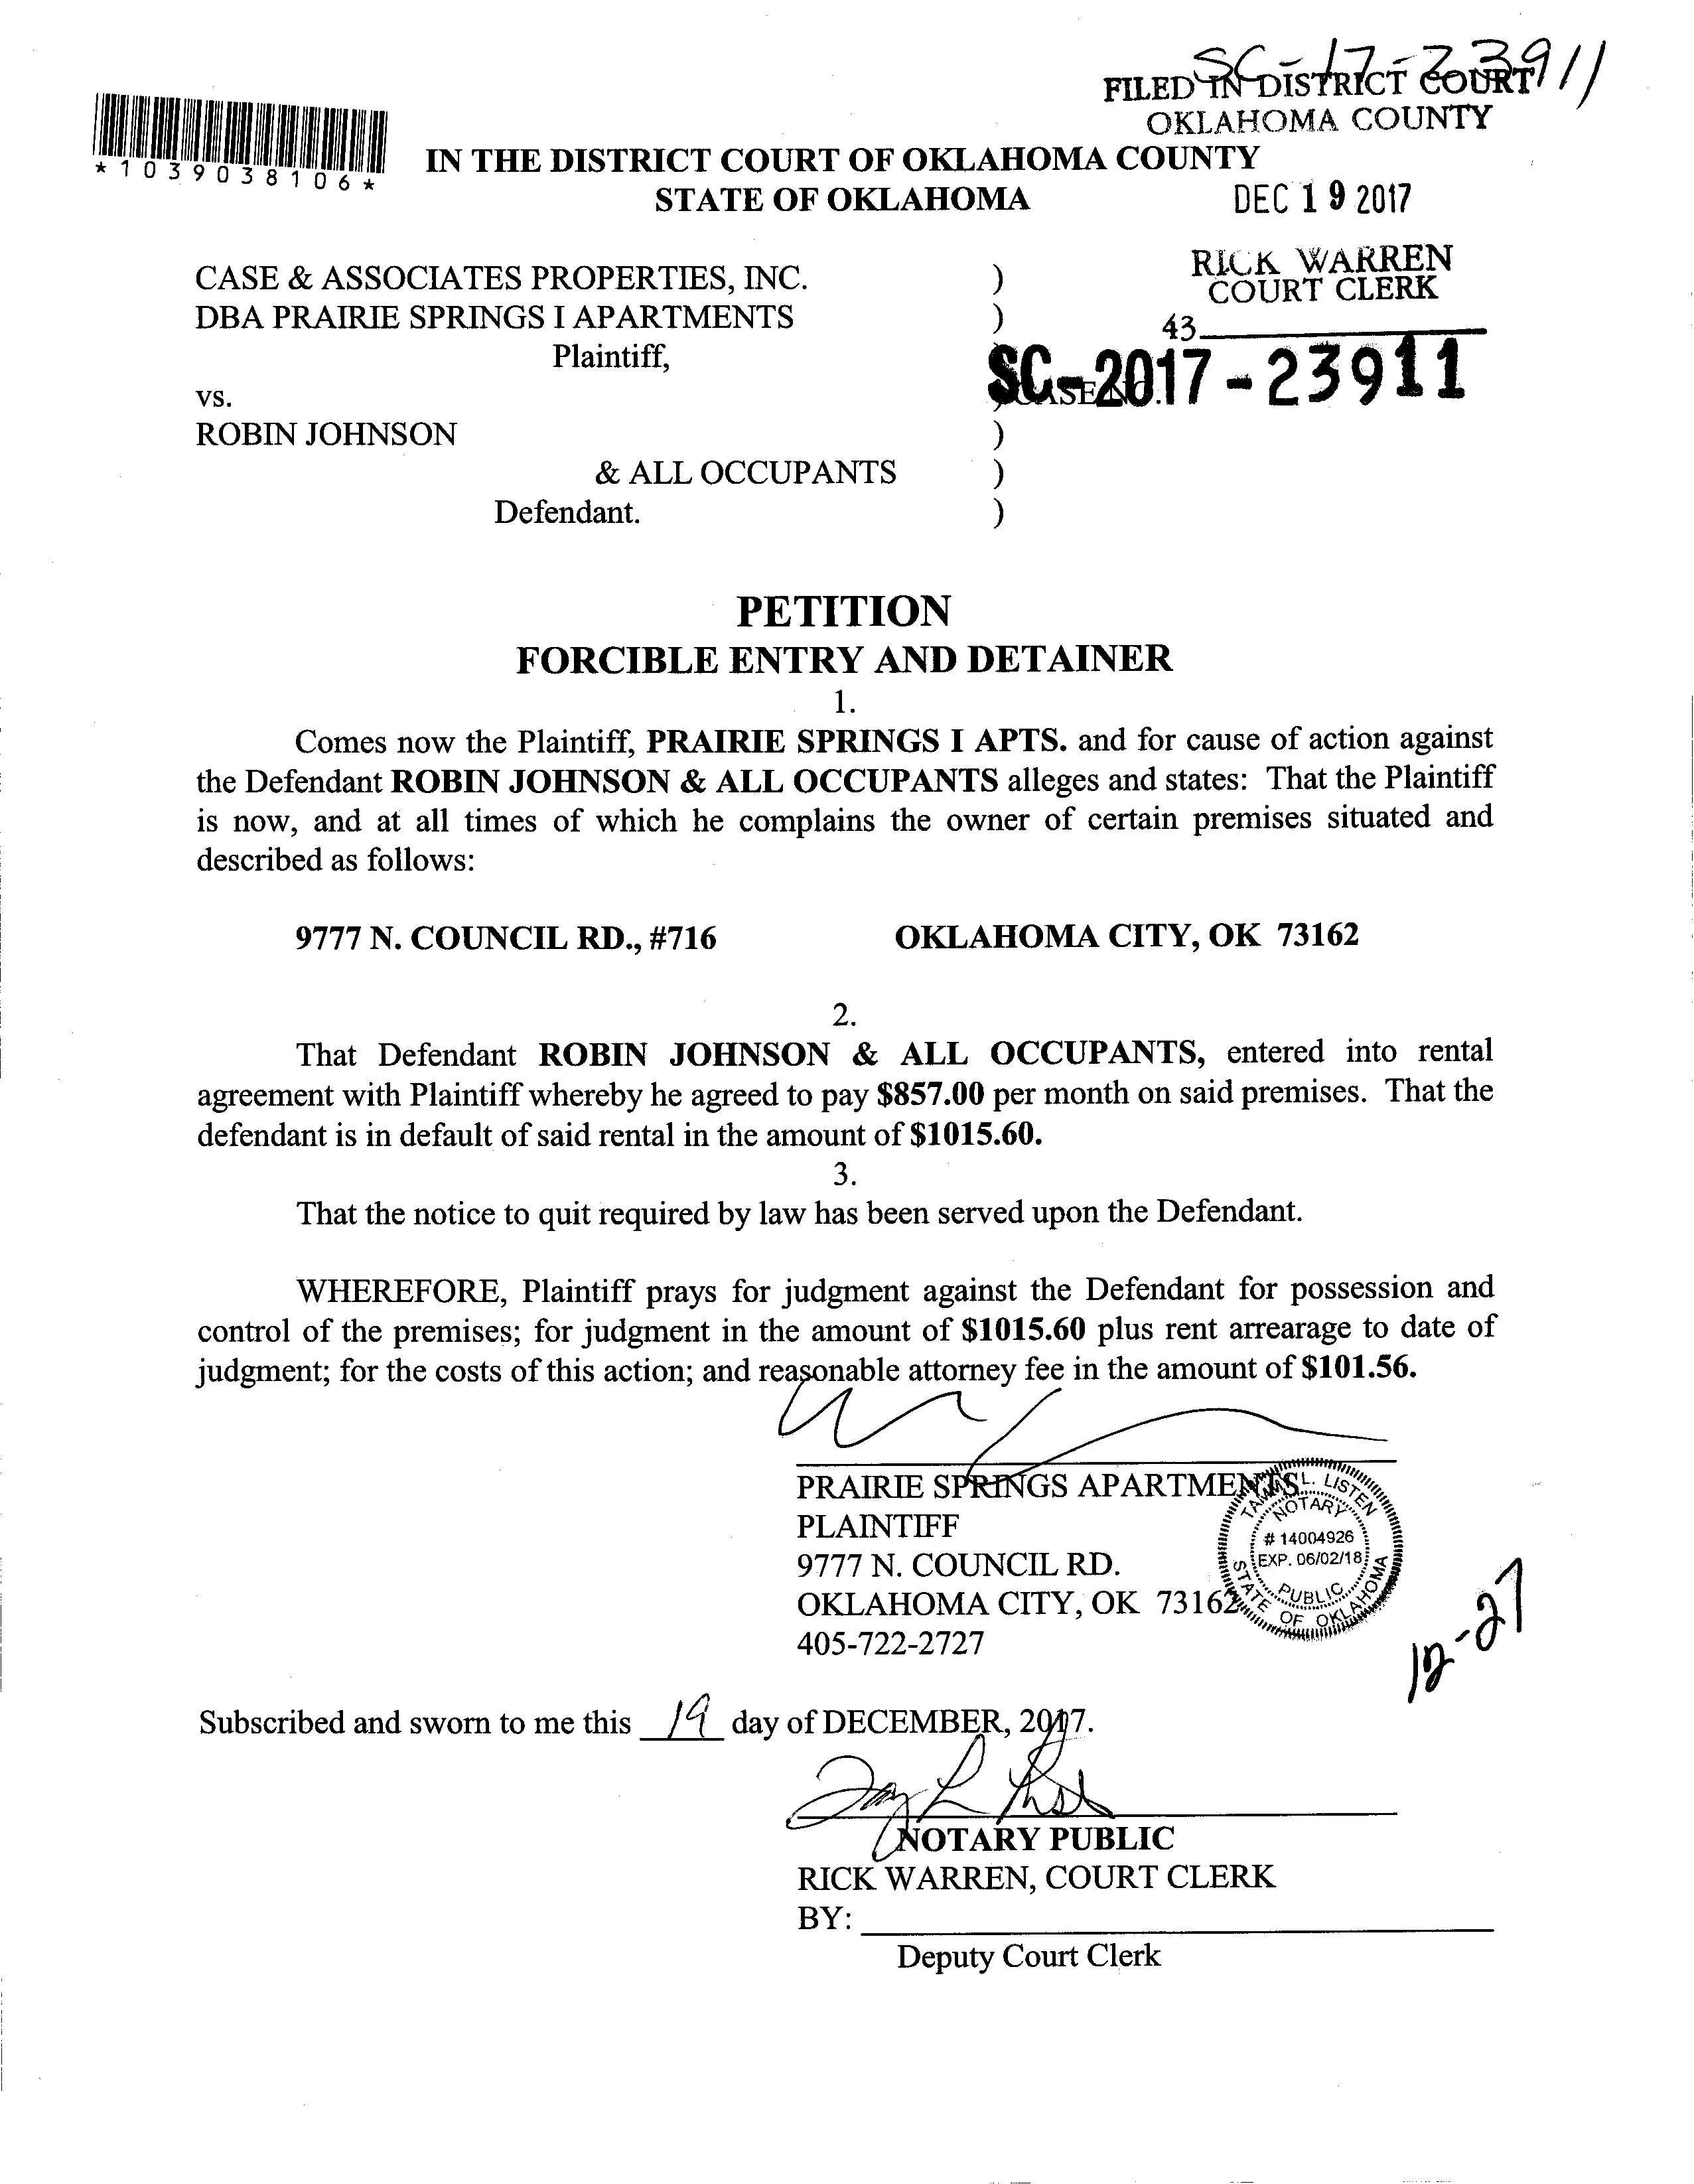 SC-17-23911
FILED IN DISTRICT COURT
OKLAHOMA COUNTY
*1039038106*
IN THE DISTRICT COURT OF OKLAHOMA COUNTY
STATE OF OKLAHOMA
DEC 19 2017
RICK WARREN
COURT CLERK
43
CASE & ASSOCIATES PROPERTIES, INC. )
DBA PRAIRIE SPRINGS I APARTMENTS )
Plaintiff, )
SC-2017-23911
vs. ) CASE NO.
ROBIN JOHNSON )
& ALL OCCUPANTS )
Defendant. )
PETITION
FORCIBLE ENTRY AND DETAINER
1.
Comes now the Plaintiff, PRAIRIE SPRINGS I APTS. and for cause of action against
the Defendant ROBIN JOHNSON & ALL OCCUPANTS alleges and states: That the Plaintiff
is now, and at all times of which he complains the owner of certain premises situated and
described as follows:
9777 N. COUNCIL RD., #716 OKLAHOMA CITY, OK 73162
2.
That Defendant ROBIN JOHNSON & ALL OCCUPANTS, entered into rental
agreement with Plaintiff whereby he agreed to pay $857.00 per month on said premises. That the
defendant is in default of said rental in the amount of $1015.60.
3.
That the notice to quit required by law has been served upon the Defendant.
WHEREFORE, Plaintiff prays for judgment against the Defendant for possession and
control of the premises; for judgment in the amount of $1015.60 plus rent arrearage to date of
judgment; for the costs of this action; and reasonable attorney fee in the amount of $101.56.
PRAIRIE SPRINGS APARTMENTS
PLAINTIFF
9777 N. COUNCIL RD.
OKLAHOMA CITY, OK 73162
405-722-2727
L. LISTEN
NOTARY
# 14004926
EXP. 06/02/18
PUBLIC
STATE OF OKLAHOMA
12-27
Subscribed and sworn to me this 19 day of DECEMBER, 2017.
NOTARY PUBLIC
RICK WARREN, COURT CLERK
BY:
Deputy Court Clerk